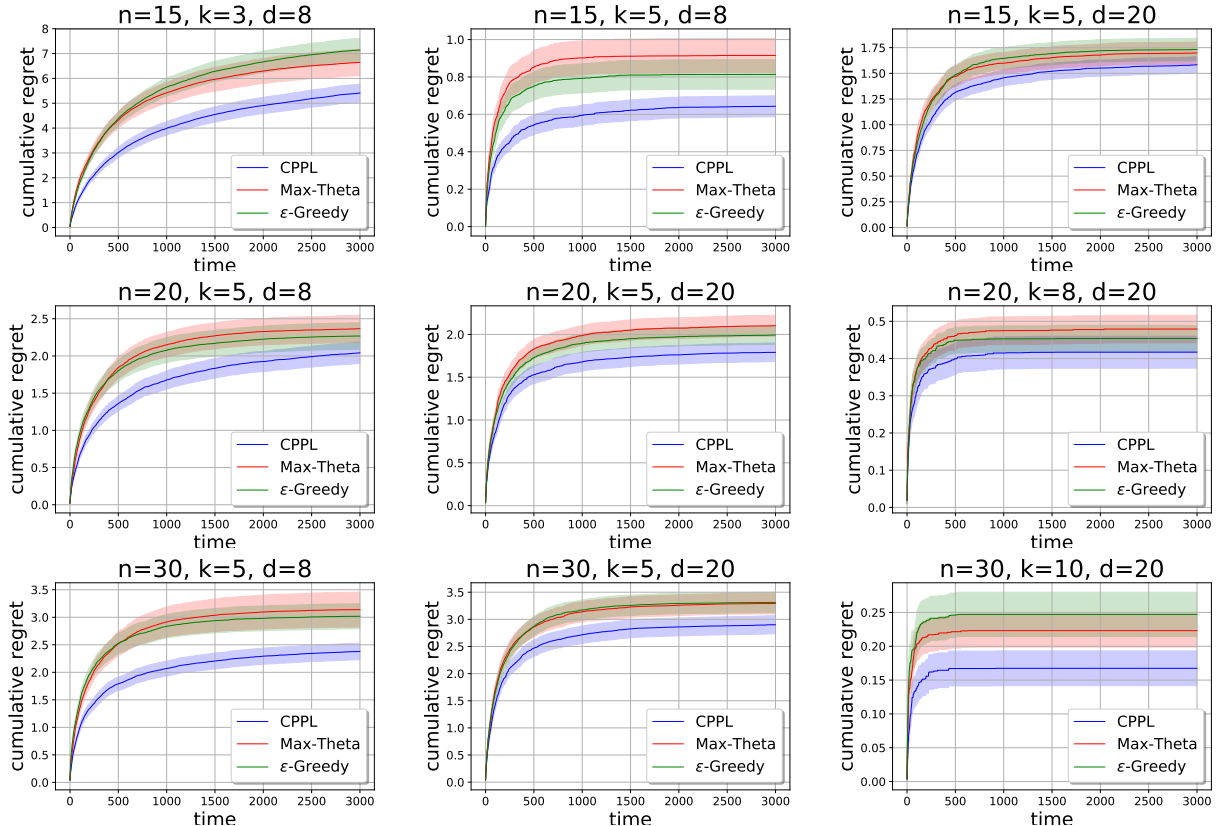 n=15, k=3, d=8
cumulative regret
8
7
6
5
4
3
2
1
0
CPPL
Max-Theta
ε-Greedy
0 500 1000 1500 2000 2500 3000
time
n=15, k=5, d=8
cumulative regret
1.0
0.8
0.6
0.4
0.2
0.0
CPPL
Max-Theta
ε-Greedy
0 500 1000 1500 2000 2500 3000
time
n=15, k=5, d=20
cumulative regret
1.75
1.50
1.25
1.00
0.75
0.50
0.25
0.00
CPPL
Max-Theta
ε-Greedy
0 500 1000 1500 2000 2500 3000
time
n=20, k=5, d=8
cumulative regret
2.5
2.0
1.5
1.0
0.5
0.0
CPPL
Max-Theta
ε-Greedy
0 500 1000 1500 2000 2500 3000
time
n=20, k=5, d=20
cumulative regret
2.0
1.5
1.0
0.5
0.0
CPPL
Max-Theta
ε-Greedy
0 500 1000 1500 2000 2500 3000
time
n=20, k=8, d=20
cumulative regret
0.5
0.4
0.3
0.2
0.1
0.0
CPPL
Max-Theta
ε-Greedy
0 500 1000 1500 2000 2500 3000
time
n=30, k=5, d=8
cumulative regret
3.5
3.0
2.5
2.0
1.5
1.0
0.5
0.0
CPPL
Max-Theta
ε-Greedy
0 500 1000 1500 2000 2500 3000
time
n=30, k=5, d=20
cumulative regret
3.5
3.0
2.5
2.0
1.5
1.0
0.5
0.0
CPPL
Max-Theta
ε-Greedy
0 500 1000 1500 2000 2500 3000
time
n=30, k=10, d=20
cumulative regret
0.25
0.20
0.15
0.10
0.05
0.00
CPPL
Max-Theta
ε-Greedy
0 500 1000 1500 2000 2500 3000
time